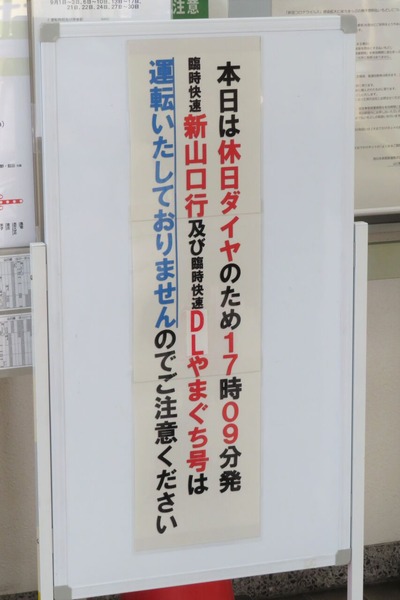 本日は休日ダイヤのため17時09分発
臨時快速新山口行及び臨時快速DLやまぐち号は
運転いたしておりませんのでご注意ください
注意